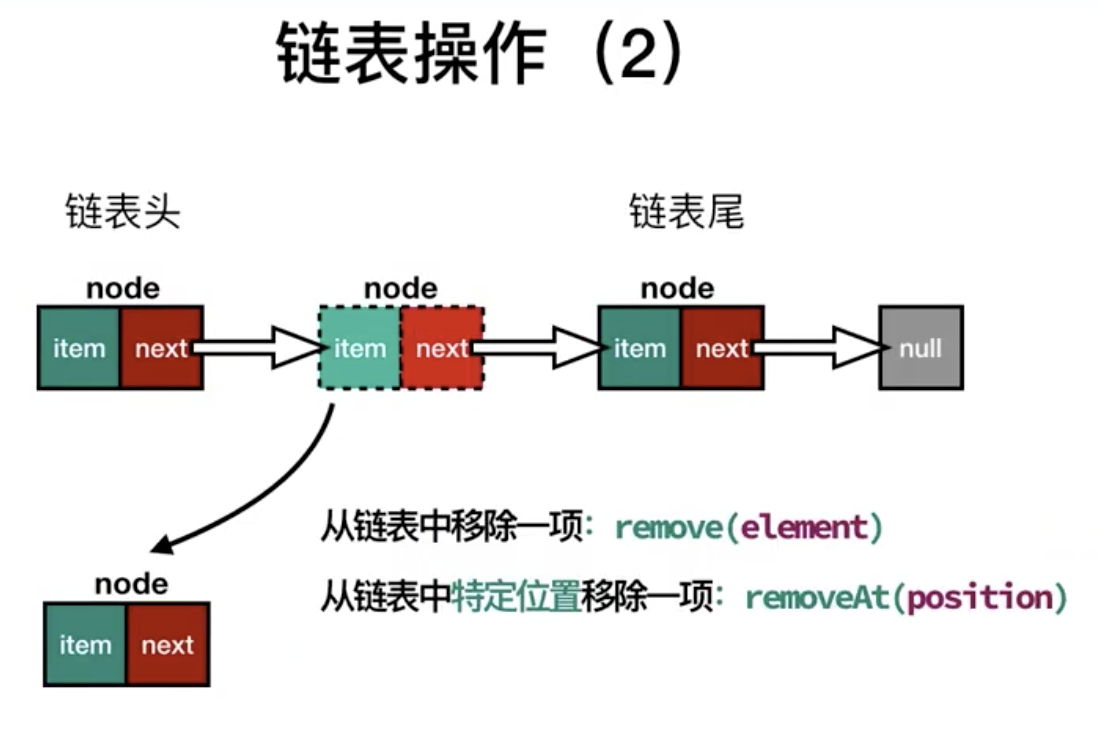 链表操作（2）
链表头
链表尾
node
node
node
item next
item next
item next
null
从链表中移除一项：remove(element)
从链表中特定位置移除一项：removeAt(position)
node
item next